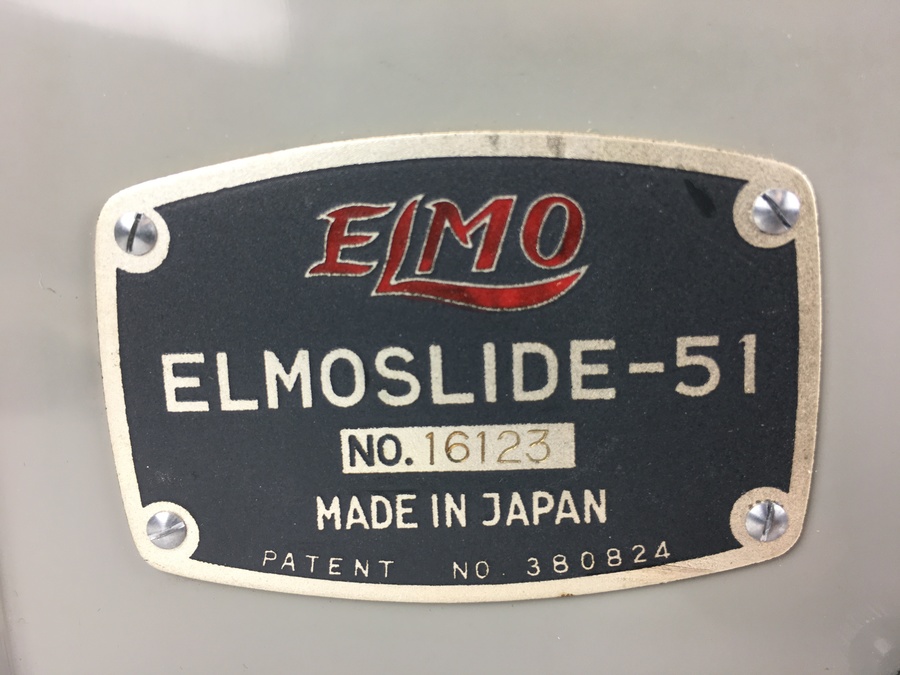 ELMO
ELMOSLIDE-51
NO. 16123
MADE IN JAPAN
PATENT NO. 380824